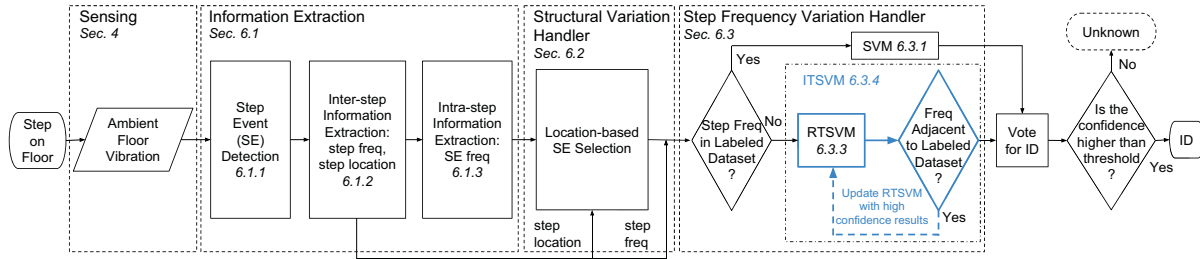 Sensing
Sec. 4
Information Extraction
Sec. 6.1
Structural Variation
Handler
Sec. 6.2
Step Frequency Variation Handler
Sec. 6.3
Step
on
Floor
Ambient
Floor
Vibration
Step
Event
(SE)
Detection
6.1.1
Inter-step
Information
Extraction:
step freq,
step location
6.1.2
Intra-step
Information
Extraction:
SE freq
6.1.3
Location-based
SE Selection
step
location
step
freq
Step Freq
in Labeled
Dataset
?
Yes
No
SVM 6.3.1
ITSVM 6.3.4
RTSVM
6.3.3
Freq
Adjacent
to Labeled
Dataset
?
Update RTSVM
with high
confidence results
Yes
Vote
for ID
Is the
confidence
higher than
threshold
?
No
Unknown
Yes
ID